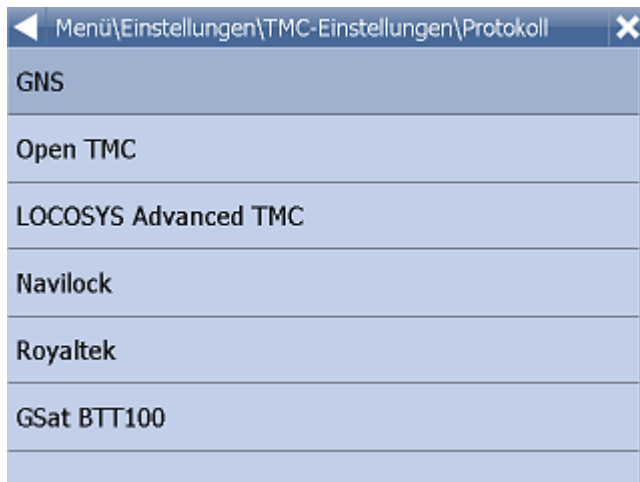 Menü\Einstellungen\TMC-Einstellungen\Protokoll
GNS
Open TMC
LOCOSYS Advanced TMC
Navilock
Royaltek
GSat BTT100